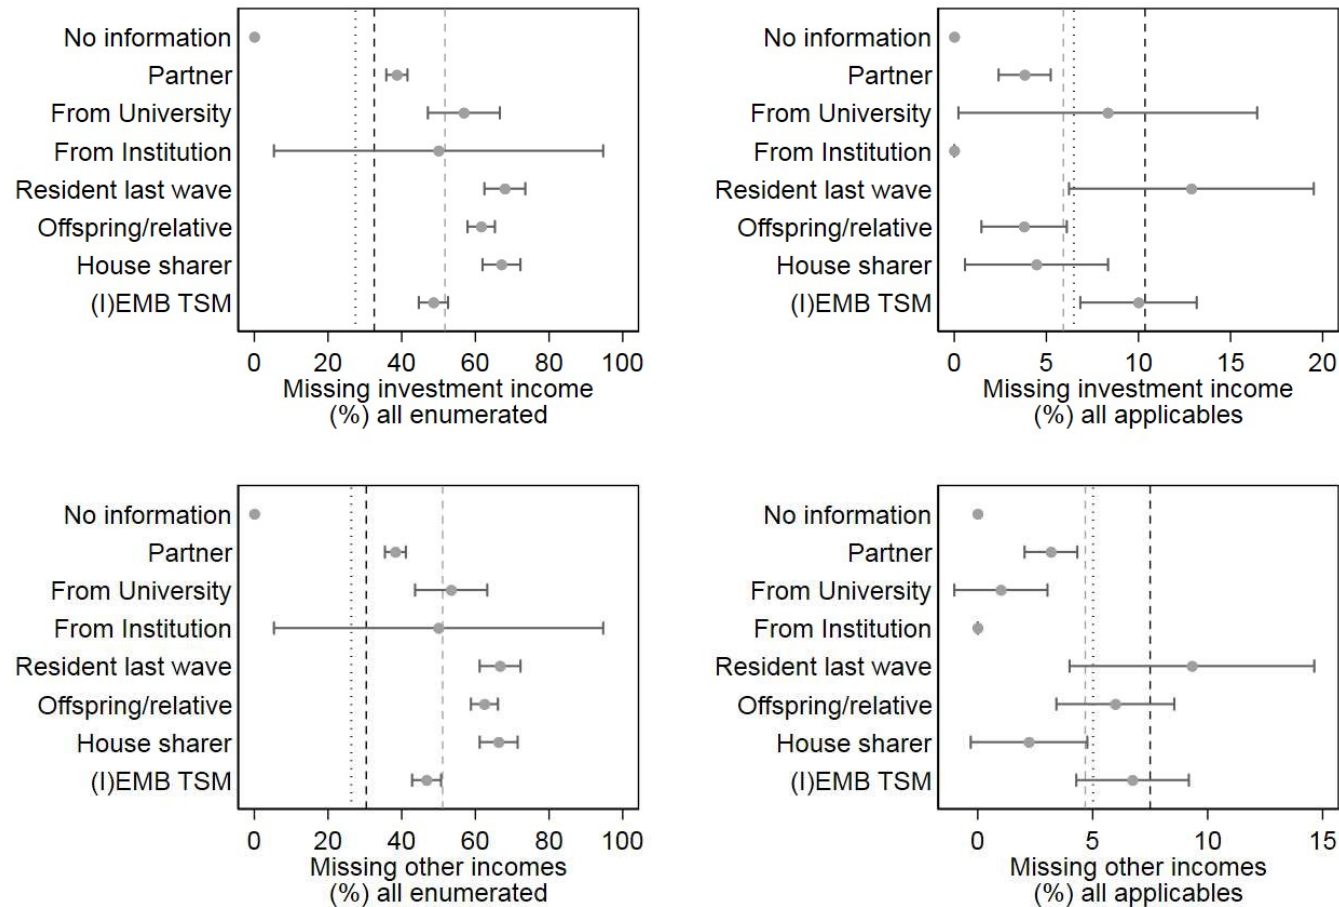 No information
Partner
From University
From Institution
Resident last wave
Offspring/relative
House sharer
(I)EMB TSM
0 20 40 60 80 100
Missing investment income
(%) all enumerated
No information
Partner
From University
From Institution
Resident last wave
Offspring/relative
House sharer
(I)EMB TSM
0 5 10 15 20
Missing investment income
(%) all applicables
No information
Partner
From University
From Institution
Resident last wave
Offspring/relative
House sharer
(I)EMB TSM
0 20 40 60 80 100
Missing other incomes
(%) all enumerated
No information
Partner
From University
From Institution
Resident last wave
Offspring/relative
House sharer
(I)EMB TSM
0 5 10 15
Missing other incomes
(%) all applicables